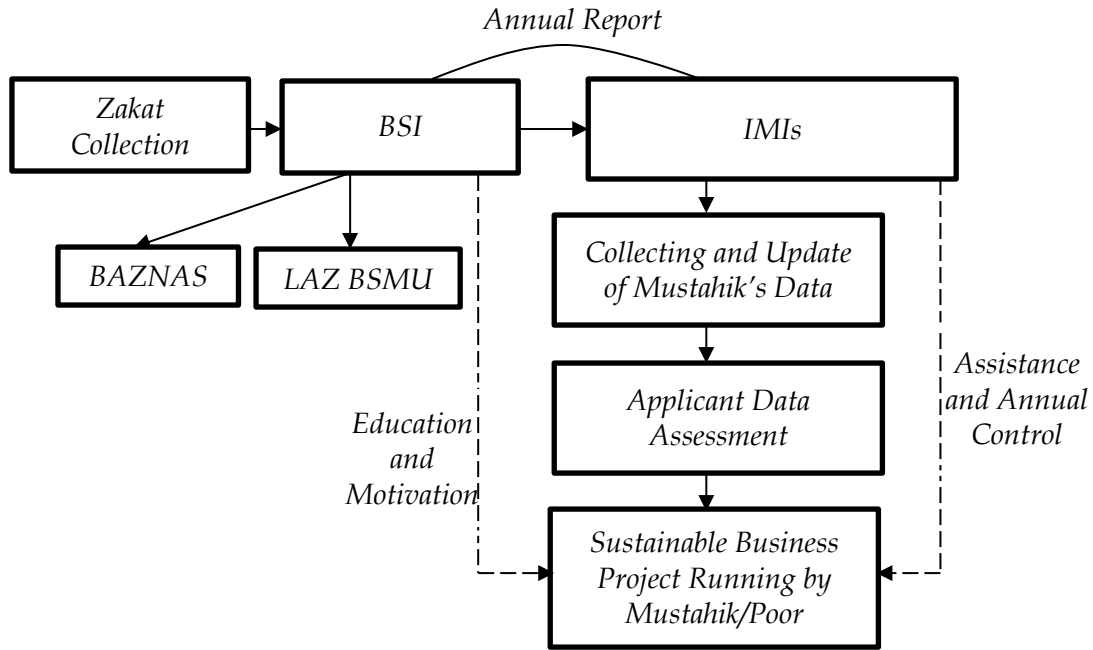 Annual Report
Zakat
Collection
BSI
IMIs
BAZNAS
LAZ BSMU
Collecting and Update
of Mustahik's Data
Applicant Data
Assessment
Education
and
Motivation
Assistance
and Annual
Control
Sustainable Business
Project Running by
Mustahik/Poor